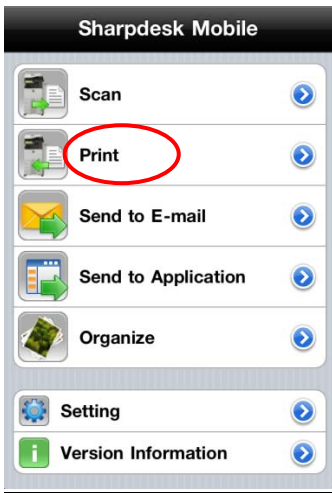 Sharpdesk Mobile
Scan
Print
Send to E-mail
Send to Application
Organize
Setting
Version Information